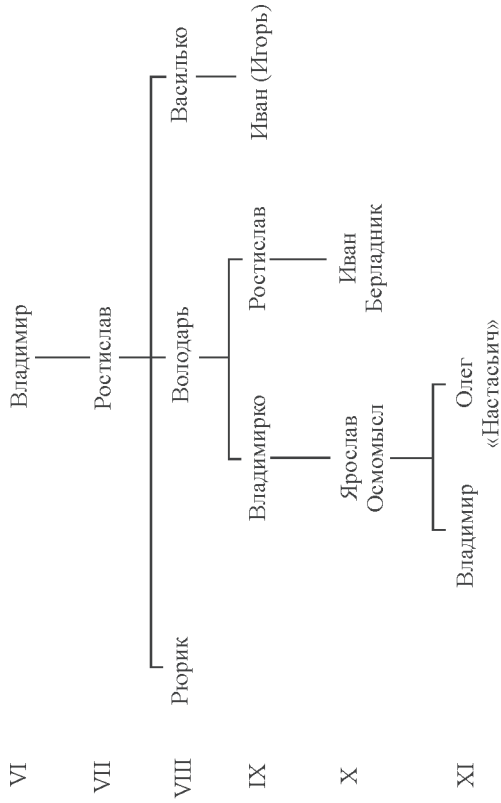 VI
Владимир
VII
Ростислав
VIII
Рюрик
Володарь
Василько
IX
Владимирко
Ростислав
Иван (Игорь)
X
Ярослав
Осмомысл
Иван
Берладник
XI
Владимир
Олег
«Настасьич»